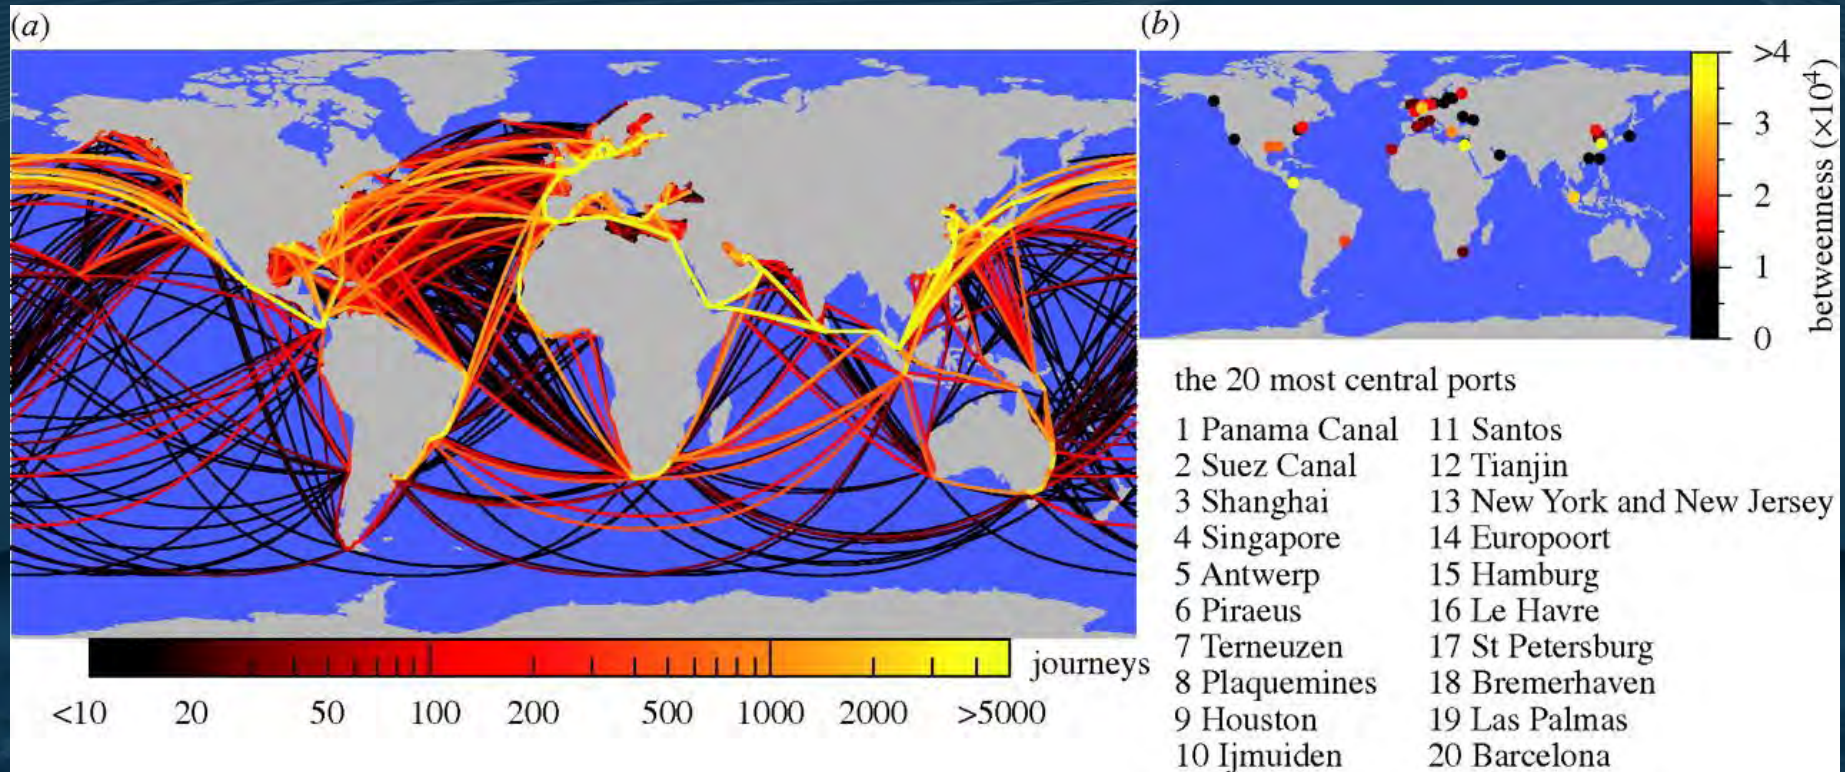 (a)
(b)
>4
3
2
1
0
betweenness (×10⁴)
journeys
<10 20 50 100 200 500 1000 2000 >5000
the 20 most central ports
1 Panama Canal
2 Suez Canal
3 Shanghai
4 Singapore
5 Antwerp
6 Piraeus
7 Terneuzen
8 Plaquemines
9 Houston
10 Ijmuiden
11 Santos
12 Tianjin
13 New York and New Jersey
14 Europoort
15 Hamburg
16 Le Havre
17 St Petersburg
18 Bremerhaven
19 Las Palmas
20 Barcelona